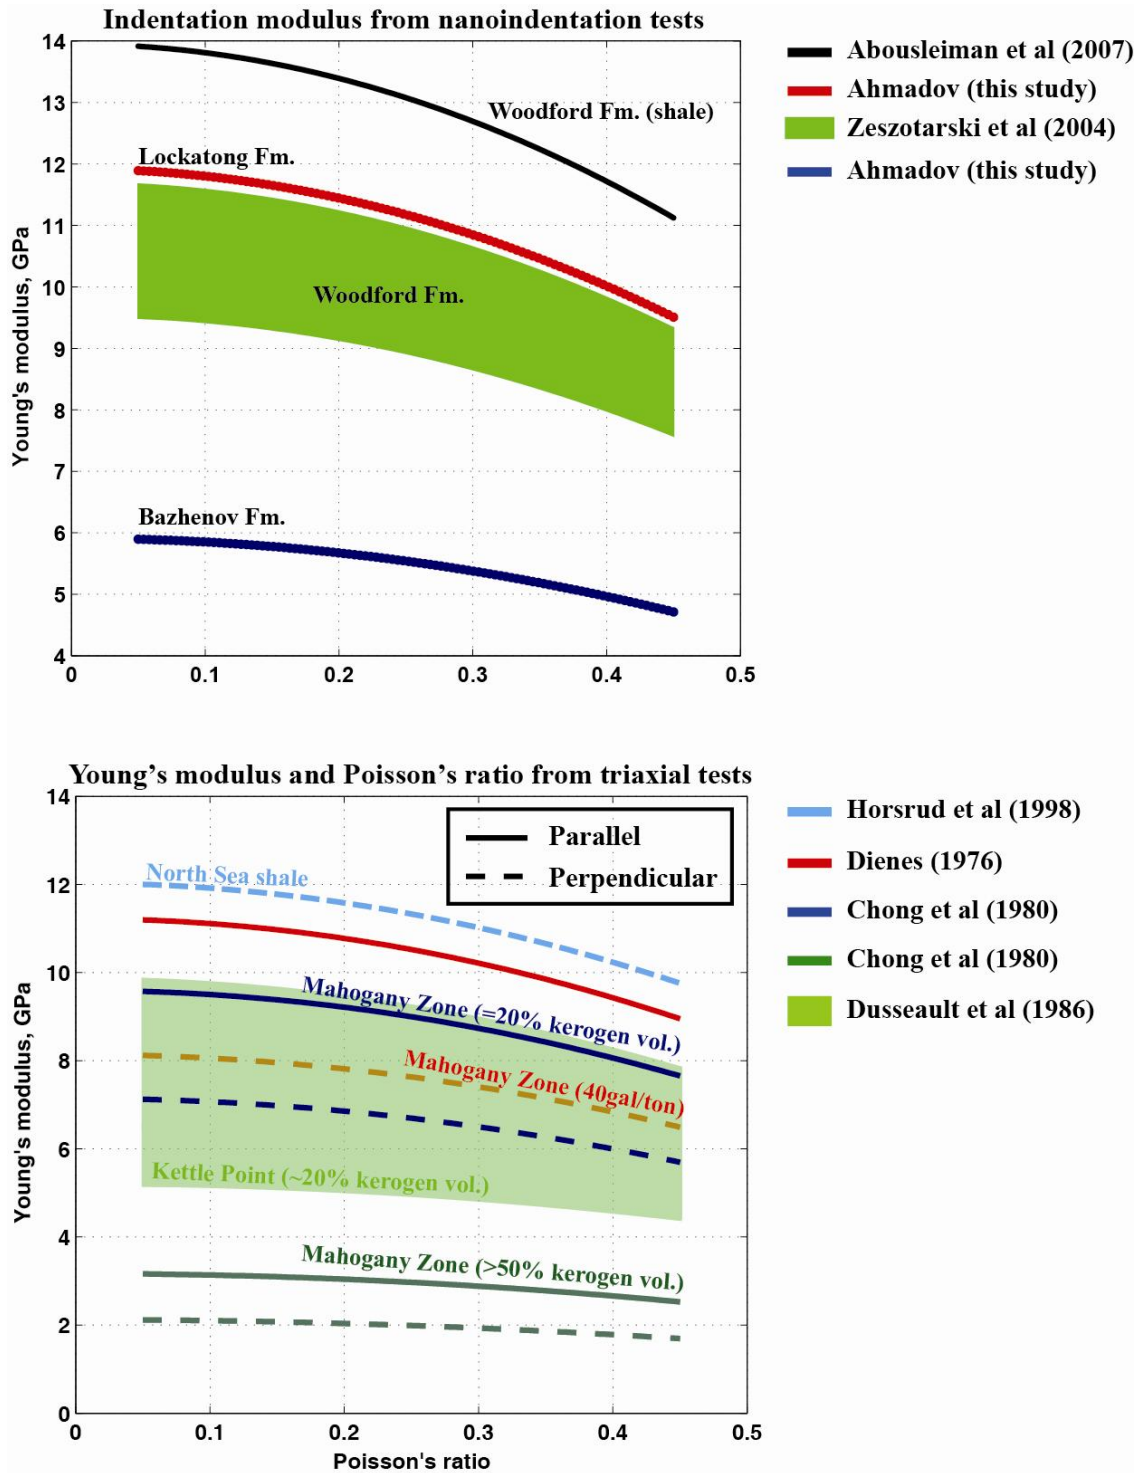 Indentation modulus from nanoindentation tests
14
13
12
11
10
9
8
7
6
5
4
0
0.1
0.2
0.3
0.4
0.5
Young's modulus, GPa
Woodford Fm. (shale)
Lockatong Fm.
Woodford Fm.
Bazhenov Fm.
Abousleiman et al (2007)
Ahmadov (this study)
Zeszotarski et al (2004)
Ahmadov (this study)
Young’s modulus and Poisson’s ratio from triaxial tests
14
12
10
8
6
4
2
0
0
0.1
0.2
0.3
0.4
0.5
Young's modulus, GPa
Poisson's ratio
Parallel
Perpendicular
North Sea shale
Mahogany Zone (=20% kerogen vol.)
Mahogany Zone (40gal/ton)
Kettle Point (~20% kerogen vol.)
Mahogany Zone (>50% kerogen vol.)
Horsrud et al (1998)
Dienes (1976)
Chong et al (1980)
Chong et al (1980)
Dusseault et al (1986)